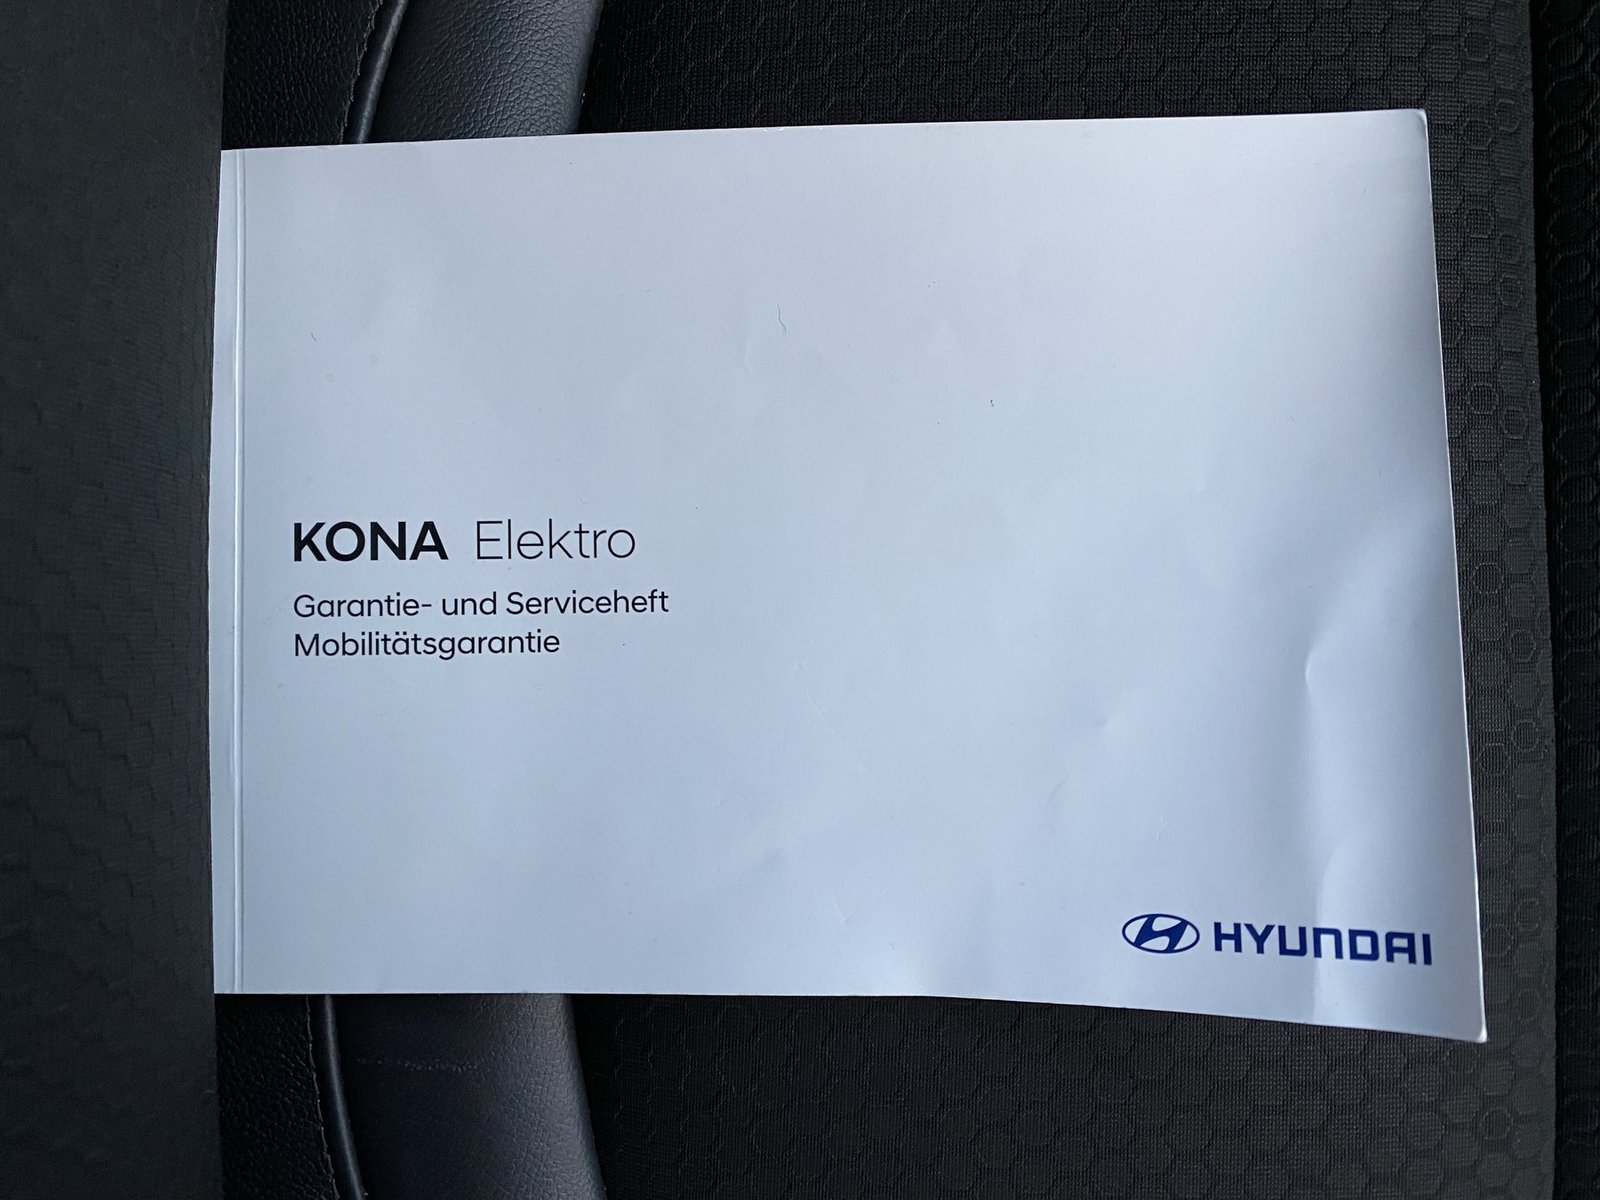 KONA Elektro
Garantie- und Serviceheft
Mobilitätsgarantie
HYUNDAI